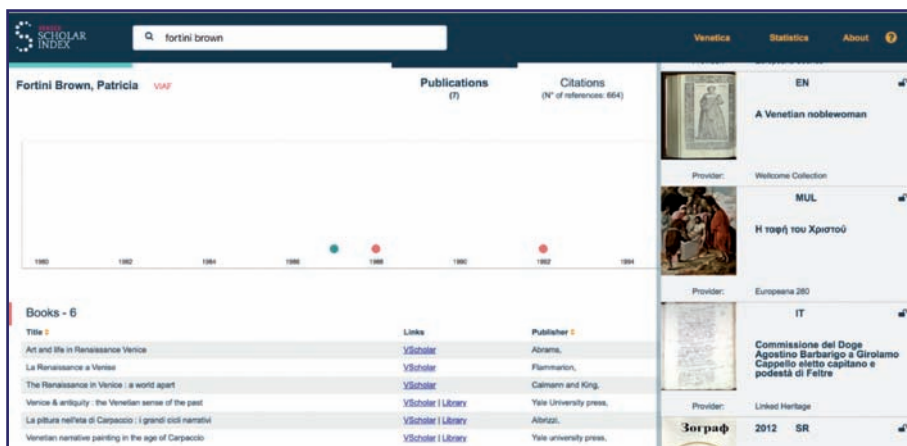 VENICE
SCHOLAR
INDEX
fortini brown
Venetica
Statistics
About
?
Fortini Brown, Patricia VIAF
Publications
(7)
Citations
(N° of references: 664)
1980 1982 1984 1986 1988 1990 1992 1994
Books - 6
Title Links Publisher
Art and life in Renaissance Venice VScholar Abrams,
La Renaissance a Venise VScholar Flammarion,
The Renaissance in Venice : a world apart VScholar Calmann and King,
Venice & antiquity : the Venetian sense of the past VScholar | Library Yale University press,
La pittura nell'eta di Carpaccio : i grandi cicli narrativi VScholar | Library Albrizzi,
Venetian narrative painting in the age of Carpaccio VScholar | Library Yale university press,
EN
A Venetian noblewoman
Provider: Wellcome Collection
MUL
Η ταφή του Χριστού
Provider: Europeana 280
IT
Commissione del Doge
Agostino Barbarigo a Girolamo
Cappello eletto capitano e
podestà di Feltre
Provider: Linked Heritage
Зограф
2012 SR